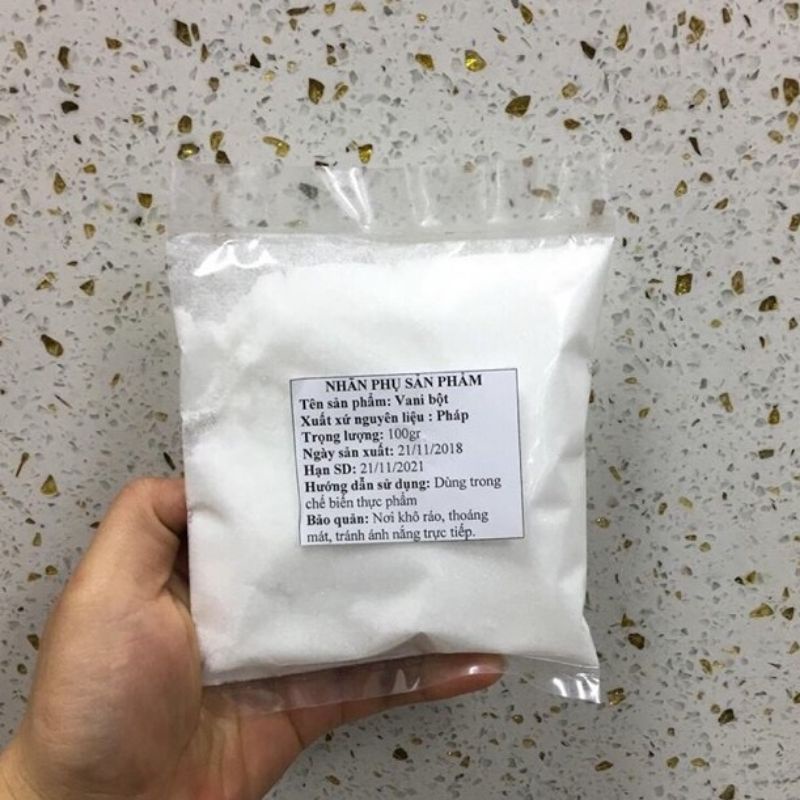 NHÃN PHỤ SẢN PHẨM
Tên sản phẩm: Vani bột
Xuất xứ nguyên liệu : Pháp
Trọng lượng: 100gr
Ngày sản xuất: 21/11/2018
Hạn SD: 21/11/2021
Hướng dẫn sử dụng: Dùng trong
chế biến thực phẩm
Bảo quản: Nơi khô ráo, thoáng
mát, tránh ánh nắng trực tiếp.